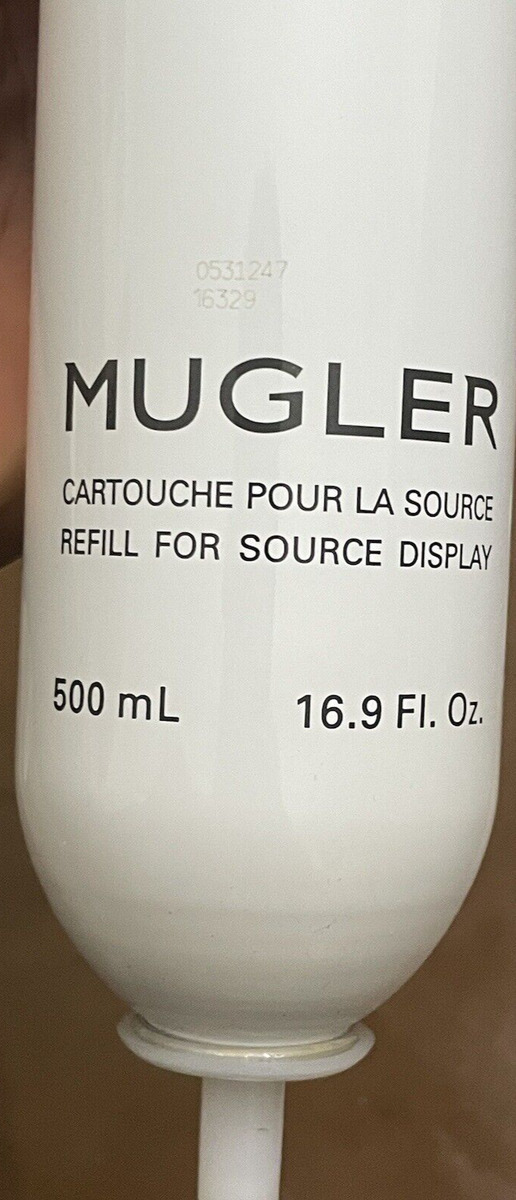 0531247
16329
MUGLER
CARTOUCHE POUR LA SOURCE
REFILL FOR SOURCE DISPLAY
500 mL 16.9 Fl. Oz.